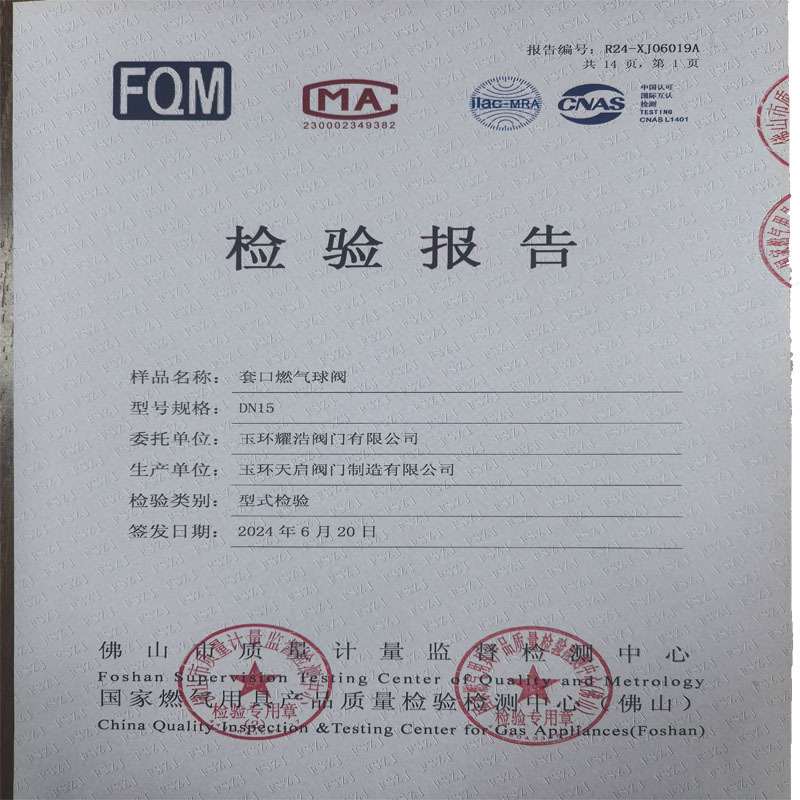 报告编号：R24-XJ06019A
共 14 页，第 1 页
FQM
MA
230002349382
ilac-MRA
CNAS
中国认可
国际互认
检测
TESTING
CNAS L1401
检验报告
样品名称：套口燃气球阀
型号规格：DN15
委托单位：玉环耀浩阀门有限公司
生产单位：玉环天启阀门制造有限公司
检验类别：型式检验
签发日期：2024 年 6 月 20 日
佛山市质量计量监督检测中心
Foshan Supervision Testing Center of Quality and Metrology
国家燃气用具产品质量检验检测中心（佛山）
China Quality Inspection &Testing Center for Gas Appliances(Foshan)
检验专用章
检验专用章